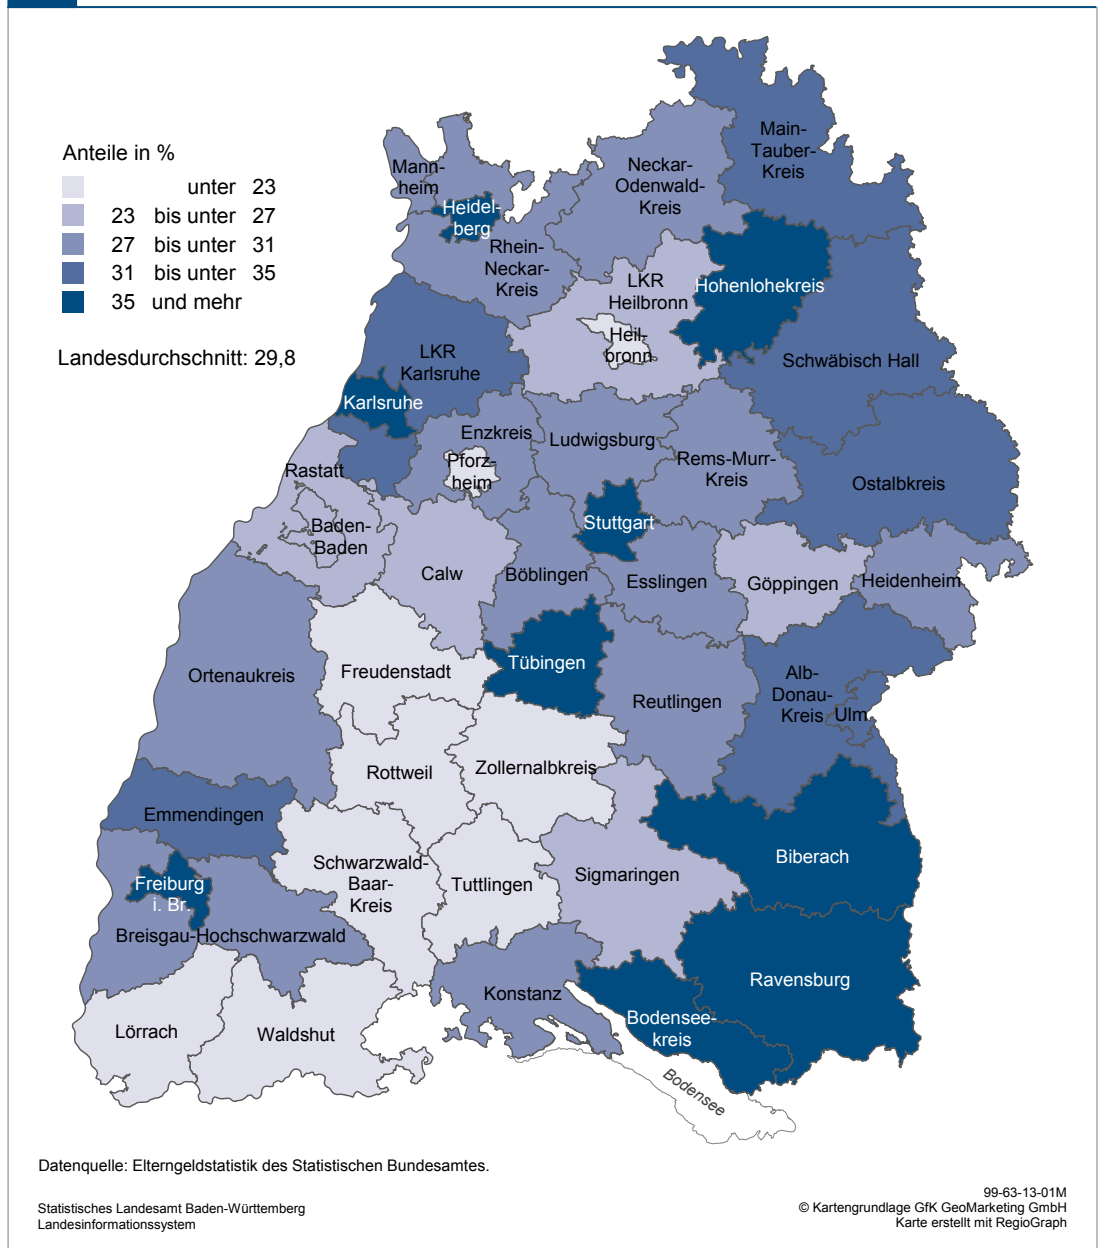 Anteile in %
unter 23
23 bis unter 27
27 bis unter 31
31 bis unter 35
35 und mehr
Landesdurchschnitt: 29,8
Main-
Tauber-
Kreis
Neckar-
Odenwald-
Kreis
Mann-
heim
Heidel-
berg
Rhein-
Neckar-
Kreis
LKR
Heilbronn
Heil-
bronn
Hohenlohekreis
Schwäbisch Hall
LKR
Karlsruhe
Karlsruhe
Enzkreis
Pforz-
heim
Ludwigsburg
Rems-Murr-
Kreis
Ostalbkreis
Rastatt
Baden-
Baden
Stuttgart
Calw
Böblingen
Esslingen
Göppingen
Heidenheim
Ortenaukreis
Freudenstadt
Tübingen
Reutlingen
Alb-
Donau-
Kreis
Ulm
Rottweil
Zollernalbkreis
Emmendingen
Schwarzwald-
Baar-
Kreis
Tuttlingen
Sigmaringen
Biberach
Freiburg
i. Br.
Breisgau-Hochschwarzwald
Konstanz
Ravensburg
Bodensee-
kreis
Lörrach
Waldshut
Bodensee
Datenquelle: Elterngeldstatistik des Statistischen Bundesamtes.
Statistisches Landesamt Baden-Württemberg
Landesinformationssystem
99-63-13-01M
© Kartengrundlage GfK GeoMarketing GmbH
Karte erstellt mit RegioGraph